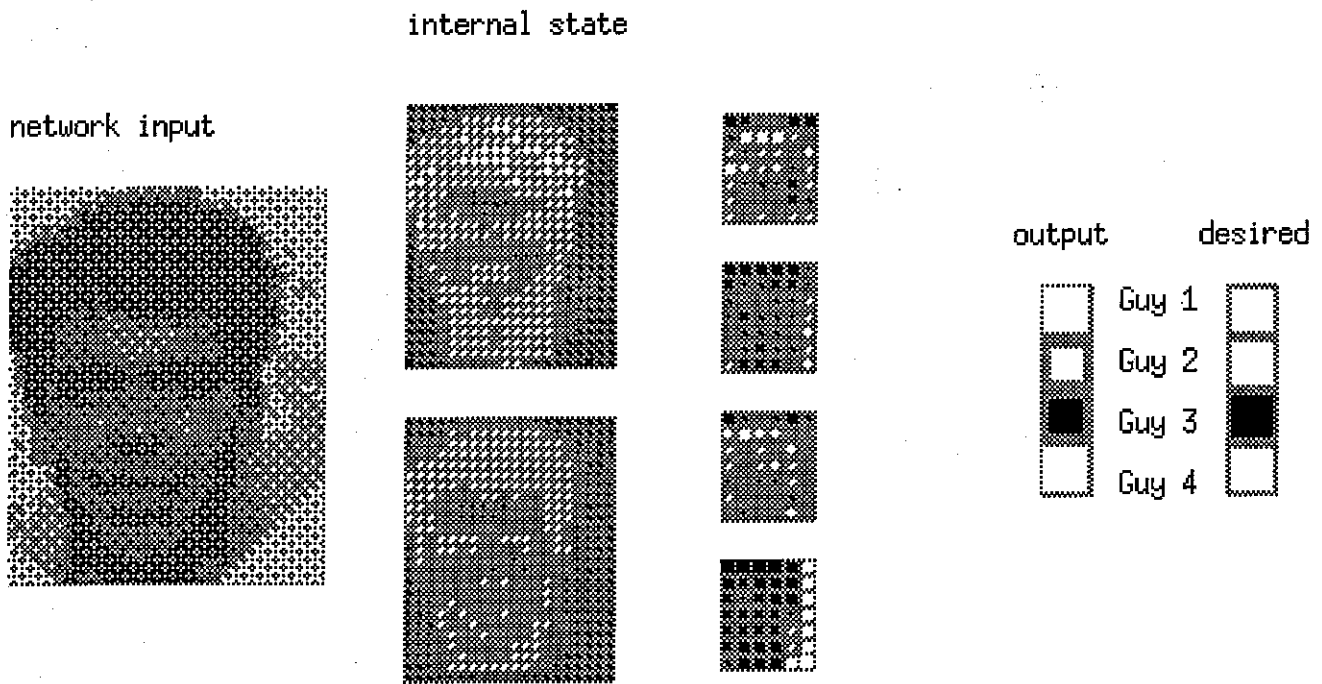 internal state
network input
output desired
Guy 1
Guy 2
Guy 3
Guy 4